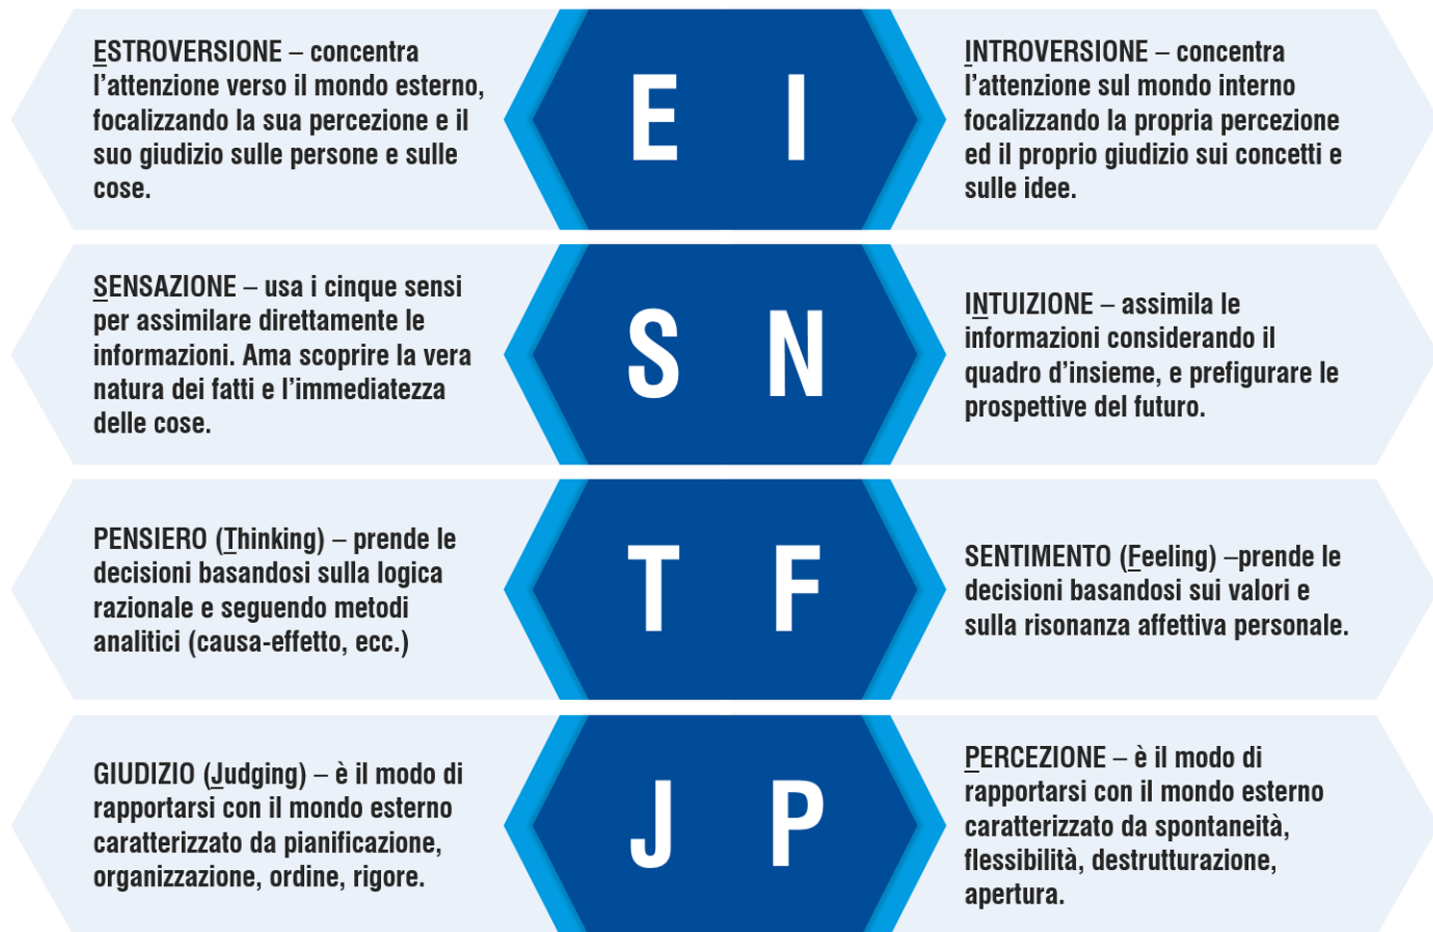 ESTROVERSIONE – concentra
l'attenzione verso il mondo esterno,
focalizzando la sua percezione e il
suo giudizio sulle persone e sulle
cose.
E I
INTROVERSIONE – concentra
l'attenzione sul mondo interno
focalizzando la propria percezione
ed il proprio giudizio sui concetti e
sulle idee.
SENSAZIONE – usa i cinque sensi
per assimilare direttamente le
informazioni. Ama scoprire la vera
natura dei fatti e l'immediatezza
delle cose.
S N
INTUIZIONE – assimila le
informazioni considerando il
quadro d'insieme, e prefigurare le
prospettive del futuro.
PENSIERO (Thinking) – prende le
decisioni basandosi sulla logica
razionale e seguendo metodi
analitici (causa-effetto, ecc.)
T F
SENTIMENTO (Feeling) –prende le
decisioni basandosi sui valori e
sulla risonanza affettiva personale.
GIUDIZIO (Judging) – è il modo di
rapportarsi con il mondo esterno
caratterizzato da pianificazione,
organizzazione, ordine, rigore.
J P
PERCEZIONE – è il modo di
rapportarsi con il mondo esterno
caratterizzato da spontaneità,
flessibilità, destrutturazione,
apertura.